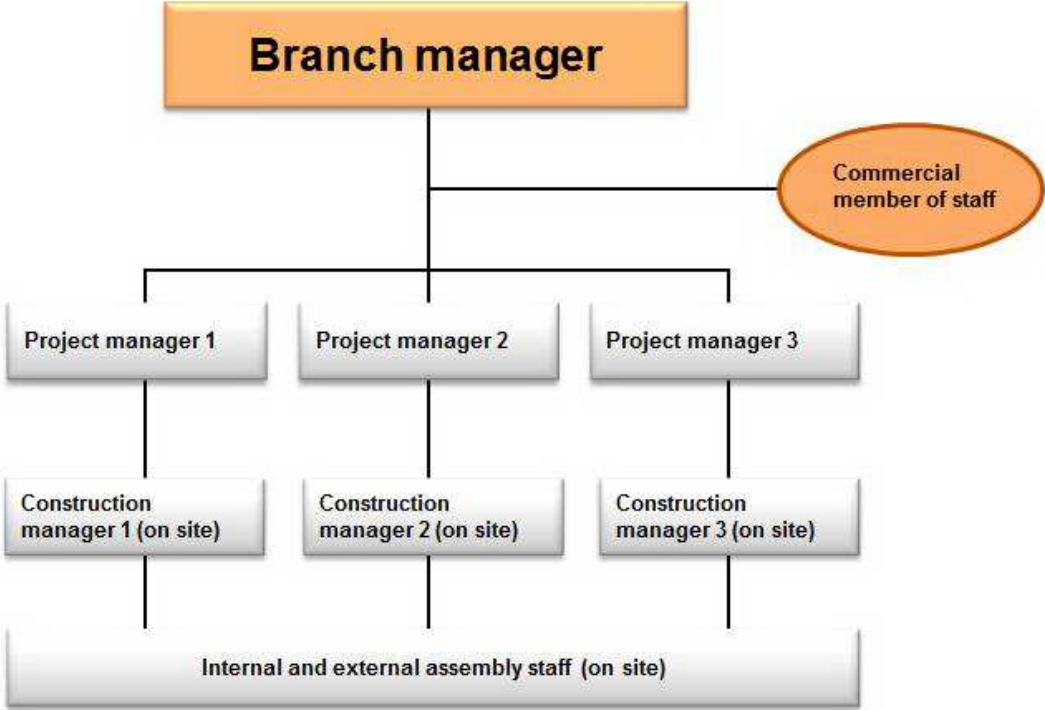 Branch manager
Commercial
member of staff
Project manager 1
Project manager 2
Project manager 3
Construction
manager 1 (on site)
Construction
manager 2 (on site)
Construction
manager 3 (on site)
Internal and external assembly staff (on site)